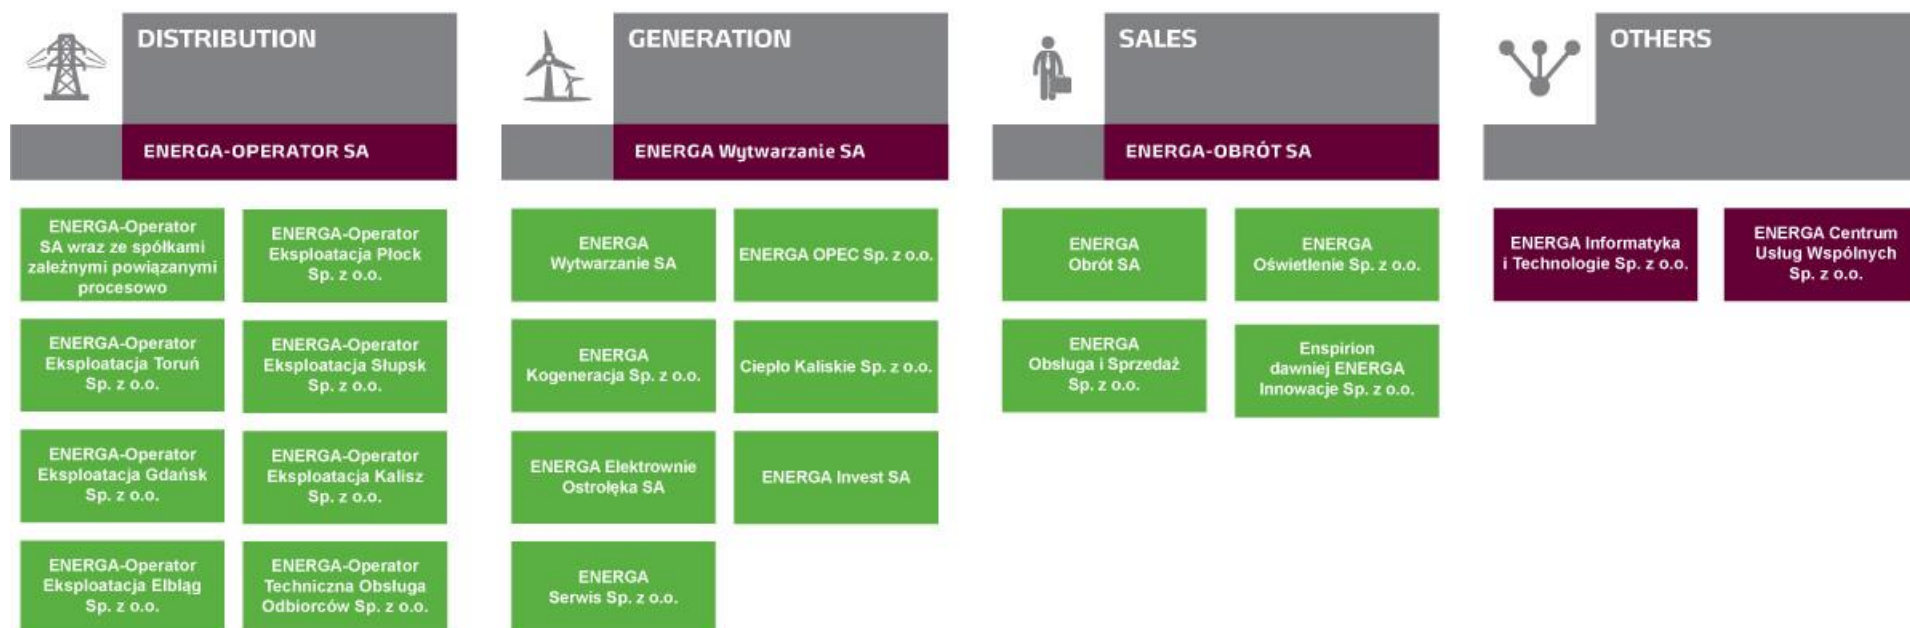 DISTRIBUTION
ENERGA-OPERATOR SA
ENERGA-Operator
SA wraz ze spółkami
zależnymi powiązanymi
procesowo
ENERGA-Operator
Eksploatacja Płock
Sp. z o.o.
ENERGA-Operator
Eksploatacja Toruń
Sp. z o.o.
ENERGA-Operator
Eksploatacja Słupsk
Sp. z o.o.
ENERGA-Operator
Eksploatacja Gdańsk
Sp. z o.o.
ENERGA-Operator
Eksploatacja Kalisz
Sp. z o.o.
ENERGA-Operator
Eksploatacja Elbląg
Sp. z o.o.
ENERGA-Operator
Techniczna Obsługa
Odbiorców Sp. z o.o.
GENERATION
ENERGA Wytwarzanie SA
ENERGA
Wytwarzanie SA
ENERGA OPEC Sp. z o.o.
ENERGA
Kogeneracja Sp. z o.o.
Ciepło Kaliskie Sp. z o.o.
ENERGA Elektrownie
Ostrołęka SA
ENERGA Invest SA
ENERGA
Serwis Sp. z o.o.
SALES
ENERGA-OBRÓT SA
ENERGA
Obrót SA
ENERGA
Oświetlenie Sp. z o.o.
ENERGA
Obsługa i Sprzedaż
Sp. z o.o.
Enspirion
dawniej ENERGA
Innowacje Sp. z o.o.
OTHERS
ENERGA Informatyka
i Technologie Sp. z o.o.
ENERGA Centrum
Usług Wspólnych
Sp. z o.o.